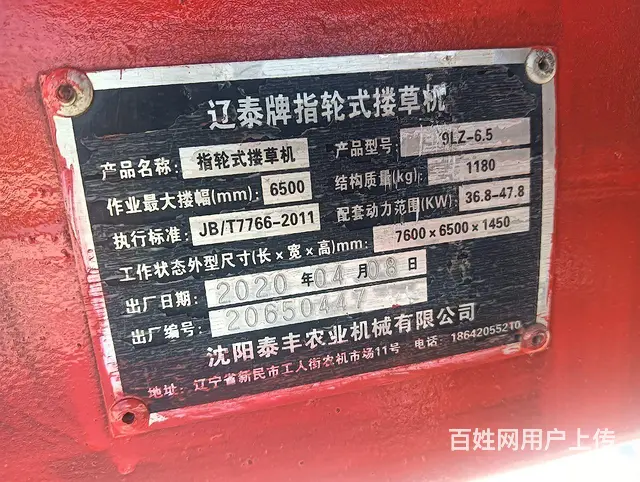 辽泰牌指轮式搂草机
产品名称: 指轮式搂草机 产品型号: 9LZ-6.5
作业最大搂幅(mm): 6500 结构质量(kg): 1180
执行标准: JB/T7766-2011 配套动力范围(KW): 36.8-47.8
工作状态外型尺寸(长×宽×高)mm: 7600×6500×1450
出厂日期: 2020 年 04 月 08 日
出厂编号: 20650447
沈阳泰丰农业机械有限公司
地址: 辽宁省新民市工人街农机市场11号 电话: 18642055210
百姓网用户上传